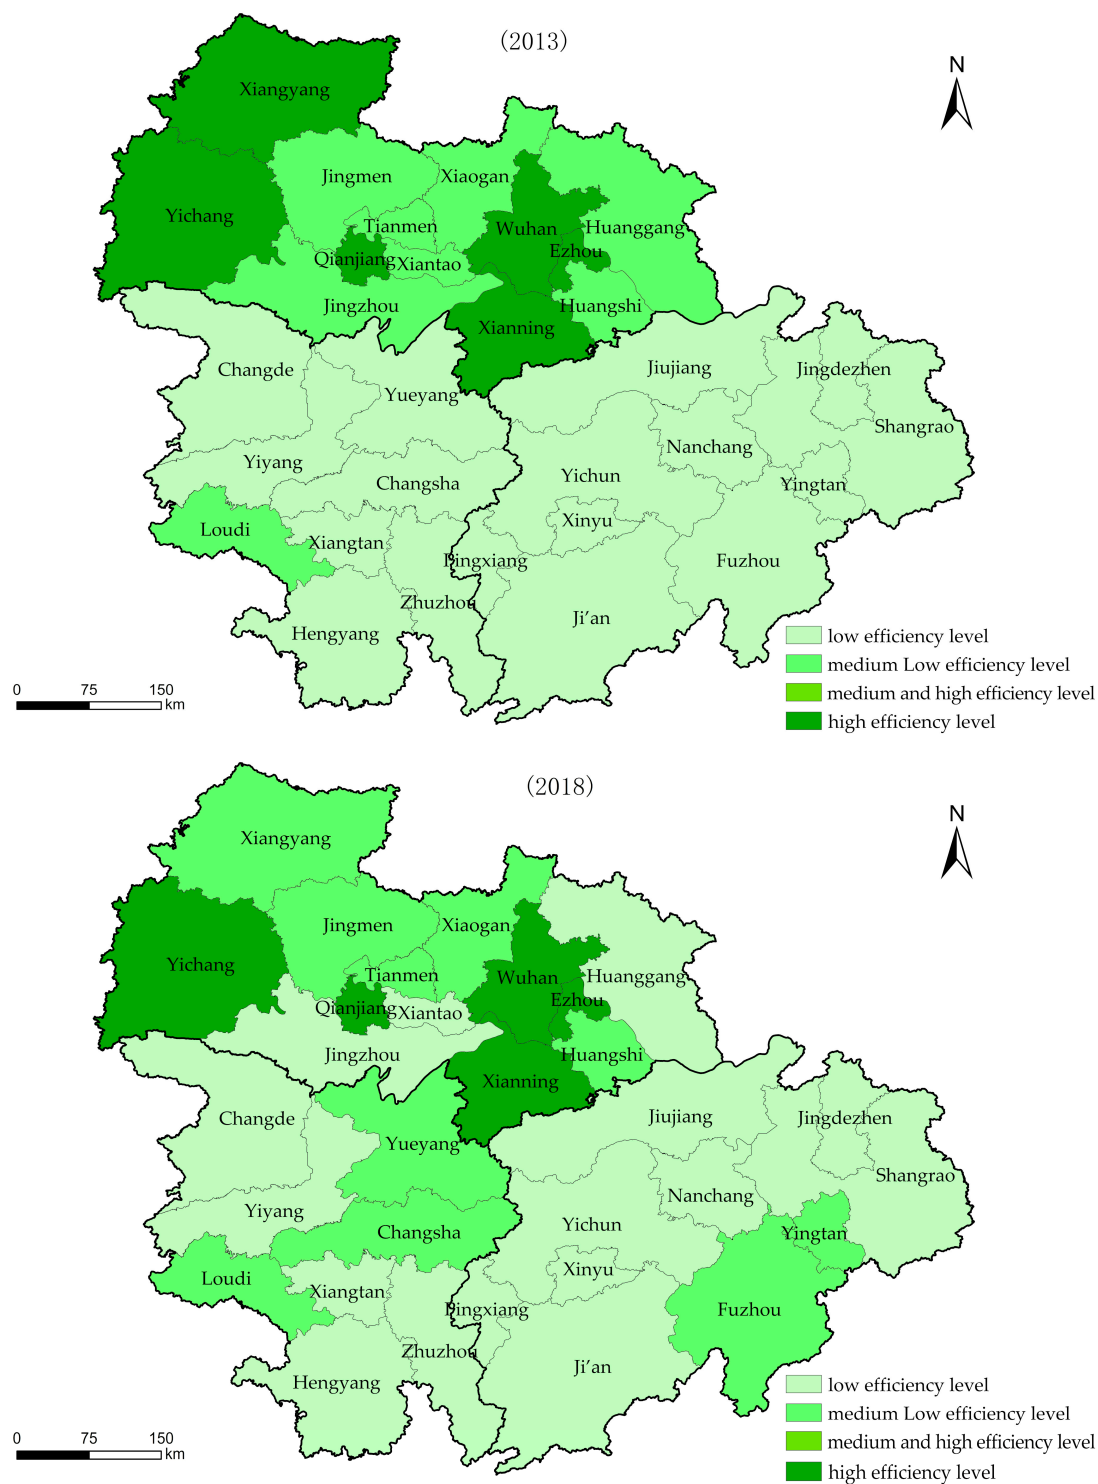 (2013)
N
Xiangyang
Jingmen
Xiaogan
Yichang
Tianmen
Wuhan
Huanggang
Ezhou
Qianjiang
Xiantao
Jingzhou
Huangshi
Xianning
Changde
Jiujiang
Jingdezhen
Yueyang
Shangrao
Nanchang
Yiyang
Changsha
Yichun
Yingtan
Loudi
Xinyu
Xiangtan
Pingxiang
Fuzhou
Zhuzhou
Ji’an
Hengyang
low efficiency level
medium Low efficiency level
medium and high efficiency level
high efficiency level
0 75 150
km
(2018)
N
Xiangyang
Jingmen
Xiaogan
Yichang
Tianmen
Wuhan
Huanggang
Ezhou
Qianjiang
Xiantao
Jingzhou
Huangshi
Xianning
Changde
Jiujiang
Jingdezhen
Yueyang
Shangrao
Nanchang
Yiyang
Changsha
Yichun
Yingtan
Loudi
Xinyu
Xiangtan
Pingxiang
Fuzhou
Zhuzhou
Ji’an
Hengyang
low efficiency level
medium Low efficiency level
medium and high efficiency level
high efficiency level
0 75 150
km